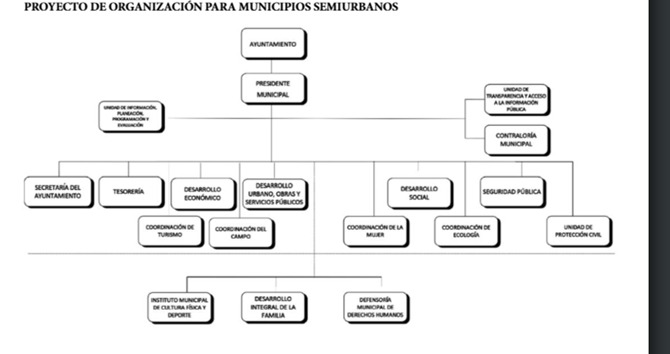 PROYECTO DE ORGANIZACIÓN PARA MUNICIPIOS SEMIURBANOS
AYUNTAMIENTO
PRESIDENTE
MUNICIPAL
UNIDAD DE INFORMACIÓN,
PLANEACIÓN,
PROGRAMACIÓN Y
EVALUACIÓN
UNIDAD DE
TRANSPARENCIA Y ACCESO
A LA INFORMACIÓN
PÚBLICA
CONTRALORÍA
MUNICIPAL
SECRETARÍA DEL
AYUNTAMIENTO
TESORERÍA
DESARROLLO
ECONÓMICO
DESARROLLO
URBANO, OBRAS Y
SERVICIOS PÚBLICOS
DESARROLLO
SOCIAL
SEGURIDAD PÚBLICA
COORDINACIÓN DE
TURISMO
COORDINACIÓN DEL
CAMPO
COORDINACIÓN DE LA
MUJER
COORDINACIÓN DE
ECOLOGÍA
UNIDAD DE
PROTECCIÓN CIVIL
INSTITUTO MUNICIPAL
DE CULTURA FÍSICA Y
DEPORTE
DESARROLLO
INTEGRAL DE LA
FAMILIA
DEFENSORÍA
MUNICIPAL DE
DERECHOS HUMANOS